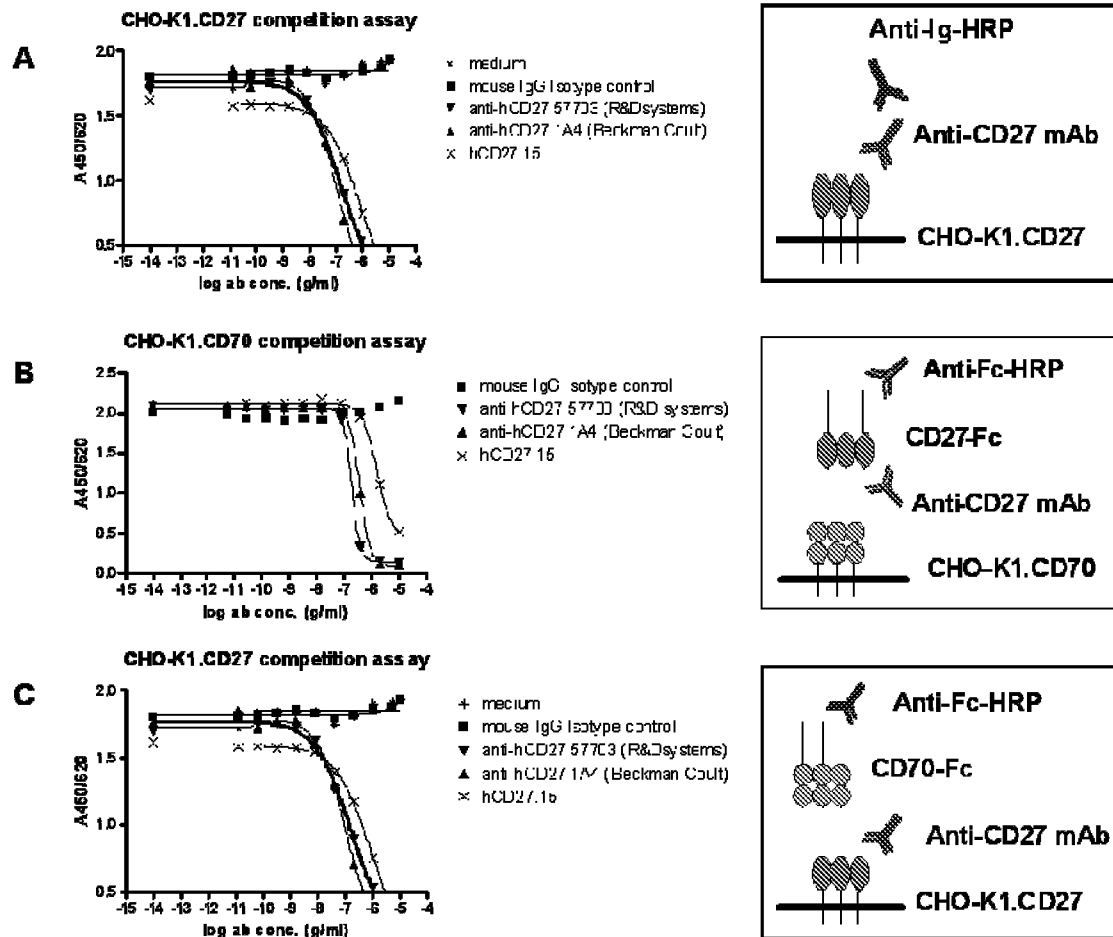 A
CHO-K1.CD27 competition assay
A450/620
2.0
1.5
1.0
0.5
-15 -14 -13 -12 -11 -10 -9 -8 -7 -6 -5 -4
log ab conc. (g/ml)
medium
mouse IgG Isotype control
anti-hCD27 57703 (R&D systems)
anti-hCD27 1A4 (Beckman Coult)
hCD27.15
Anti-Ig-HRP
Anti-CD27 mAb
CHO-K1.CD27
B
CHO-K1.CD70 competition assay
A450/620
2.5
2.0
1.5
1.0
0.5
0.0
-15 -14 -13 -12 -11 -10 -9 -8 -7 -6 -5 -4
log ab conc. (g/ml)
mouse IgG Isotype control
anti hCD27 57703 (R&D systems)
anti-hCD27 1A4 (Beckman Coult)
hCD27.15
Anti-Fc-HRP
CD27-Fc
Anti-CD27 mAb
CHO-K1.CD70
C
CHO-K1.CD27 competition assay
A450/620
2.0
1.5
1.0
0.5
-15 -14 -13 -12 -11 -10 -9 -8 -7 -6 -5 -4
log ab conc. (g/ml)
medium
mouse IgG Isotype control
anti-hCD27 57703 (R&D systems)
anti hCD27 1A4 (Beckman Coult)
hCD27.15
Anti-Fc-HRP
CD70-Fc
Anti-CD27 mAb
CHO-K1.CD27